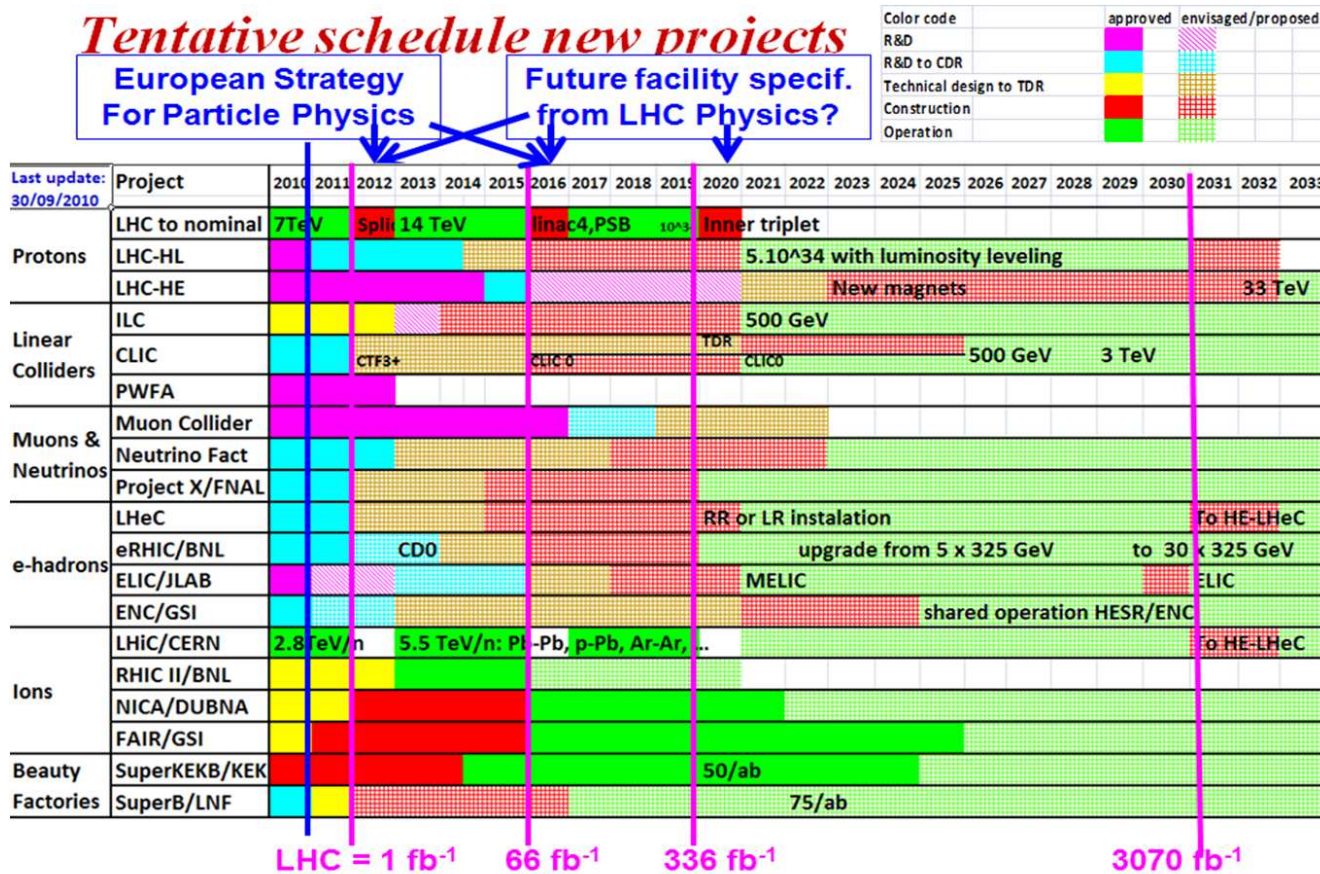 Tentative schedule new projects
Color code approved envisaged/proposed
R&D
R&D to CDR
Technical design to TDR
Construction
Operation
European Strategy
For Particle Physics
Future facility specif.
from LHC Physics?
Last update:
30/09/2010
Project 2010 2011 2012 2013 2014 2015 2016 2017 2018 2019 2020 2021 2022 2023 2024 2025 2026 2027 2028 2029 2030 2031 2032 2033
Protons
LHC to nominal 7TeV Splic 14 TeV linac4,PSB 10^34 Inner triplet
LHC-HL 5.10^34 with luminosity leveling
LHC-HE New magnets 33 TeV
Linear
Colliders
ILC 500 GeV
CLIC CTF3+ CLIC 0 TDR CLIC0 500 GeV 3 TeV
PWFA
Muons &
Neutrinos
Muon Collider
Neutrino Fact
Project X/FNAL
e-hadrons
LHeC RR or LR instalation To HE-LHeC
eRHIC/BNL CD0 upgrade from 5 x 325 GeV to 30 x 325 GeV
ELIC/JLAB MELIC ELIC
ENC/GSI shared operation HESR/ENC
Ions
LHiC/CERN 2.8 TeV/n 5.5 TeV/n: Pb-Pb, p-Pb, Ar-Ar, ... To HE-LHeC
RHIC II/BNL
NICA/DUBNA
FAIR/GSI
Beauty
Factories
SuperKEKB/KEK 50/ab
SuperB/LNF 75/ab
LHC = 1 fb-1 66 fb-1 336 fb-1 3070 fb-1